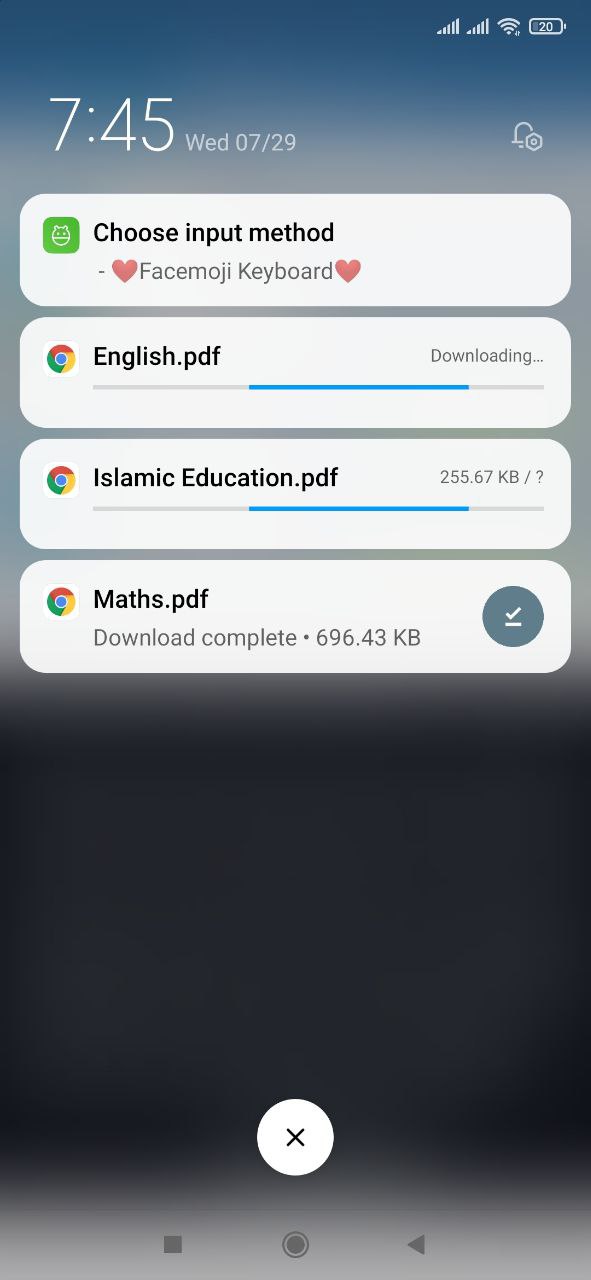 20
7:45 Wed 07/29
Choose input method
- ❤️Facemoji Keyboard❤️
English.pdf Downloading...
Islamic Education.pdf 255.67 KB / ?
Maths.pdf
Download complete • 696.43 KB